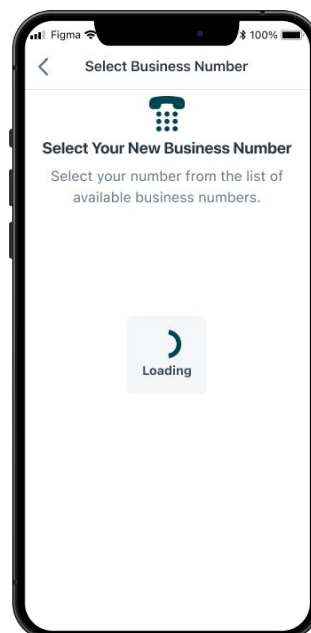 Figma 100%
Select Business Number
Select Your New Business Number
Select your number from the list of
available business numbers.
Loading